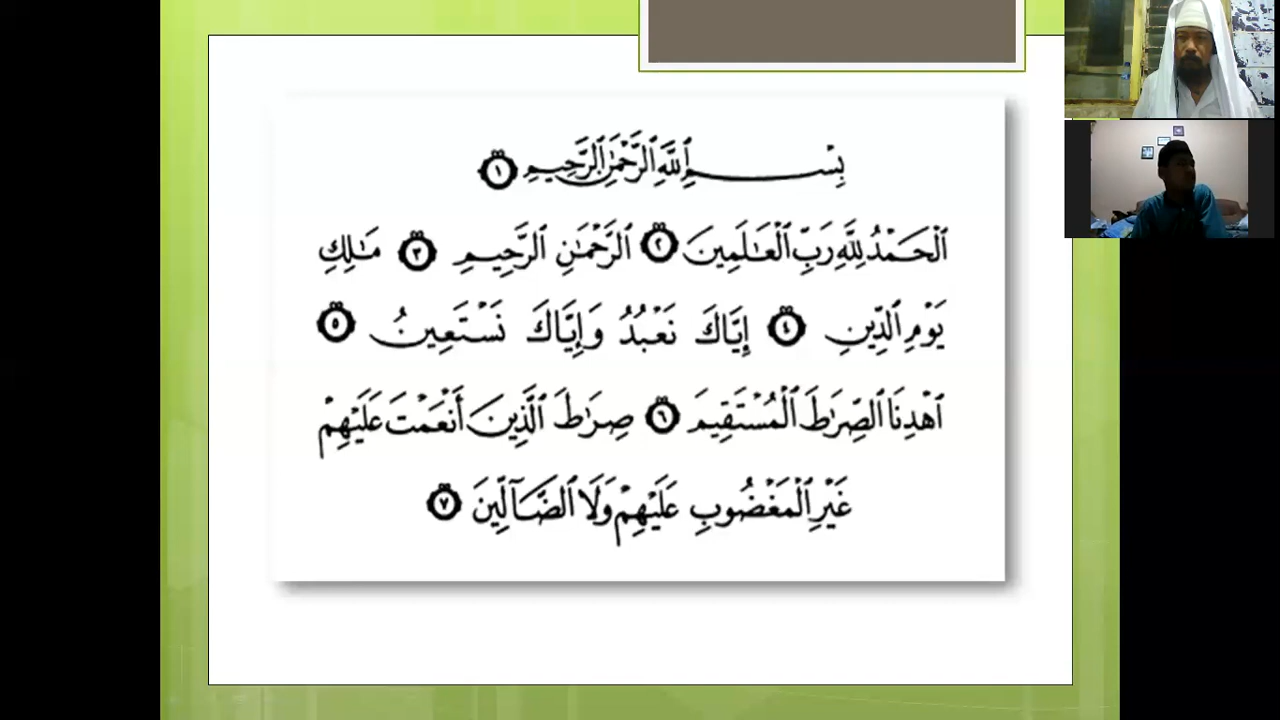 بِسْمِ ٱللَّهِ ٱلرَّحْمَٰنِ ٱلرَّحِيمِ ١
ٱلْحَمْدُ لِلَّهِ رَبِّ ٱلْعَٰلَمِينَ ٢ ٱلرَّحْمَٰنِ ٱلرَّحِيمِ ٣ مَٰلِكِ
يَوْمِ ٱلدِّينِ ٤ إِيَّاكَ نَعْبُدُ وَإِيَّاكَ نَسْتَعِينُ ٥
ٱهْدِنَا ٱلصِّرَٰطَ ٱلْمُسْتَقِيمَ ٦ صِرَٰطَ ٱلَّذِينَ أَنْعَمْتَ عَلَيْهِمْ
غَيْرِ ٱلْمَغْضُوبِ عَلَيْهِمْ وَلَا ٱلضَّآلِّينَ ٧